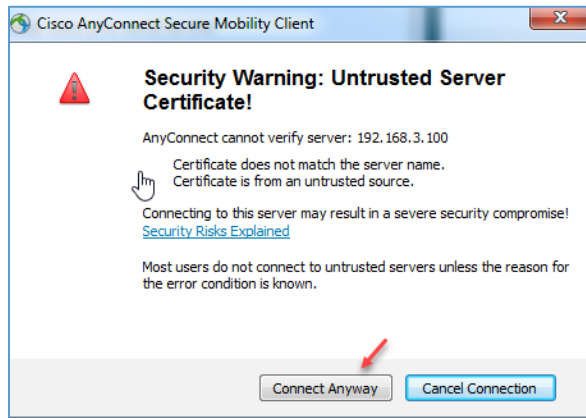 Cisco AnyConnect Secure Mobility Client
Security Warning: Untrusted Server
Certificate!
AnyConnect cannot verify server: 192.168.3.100
Certificate does not match the server name.
Certificate is from an untrusted source.
Connecting to this server may result in a severe security compromise!
Security Risks Explained
Most users do not connect to untrusted servers unless the reason for
the error condition is known.
Connect Anyway
Cancel Connection